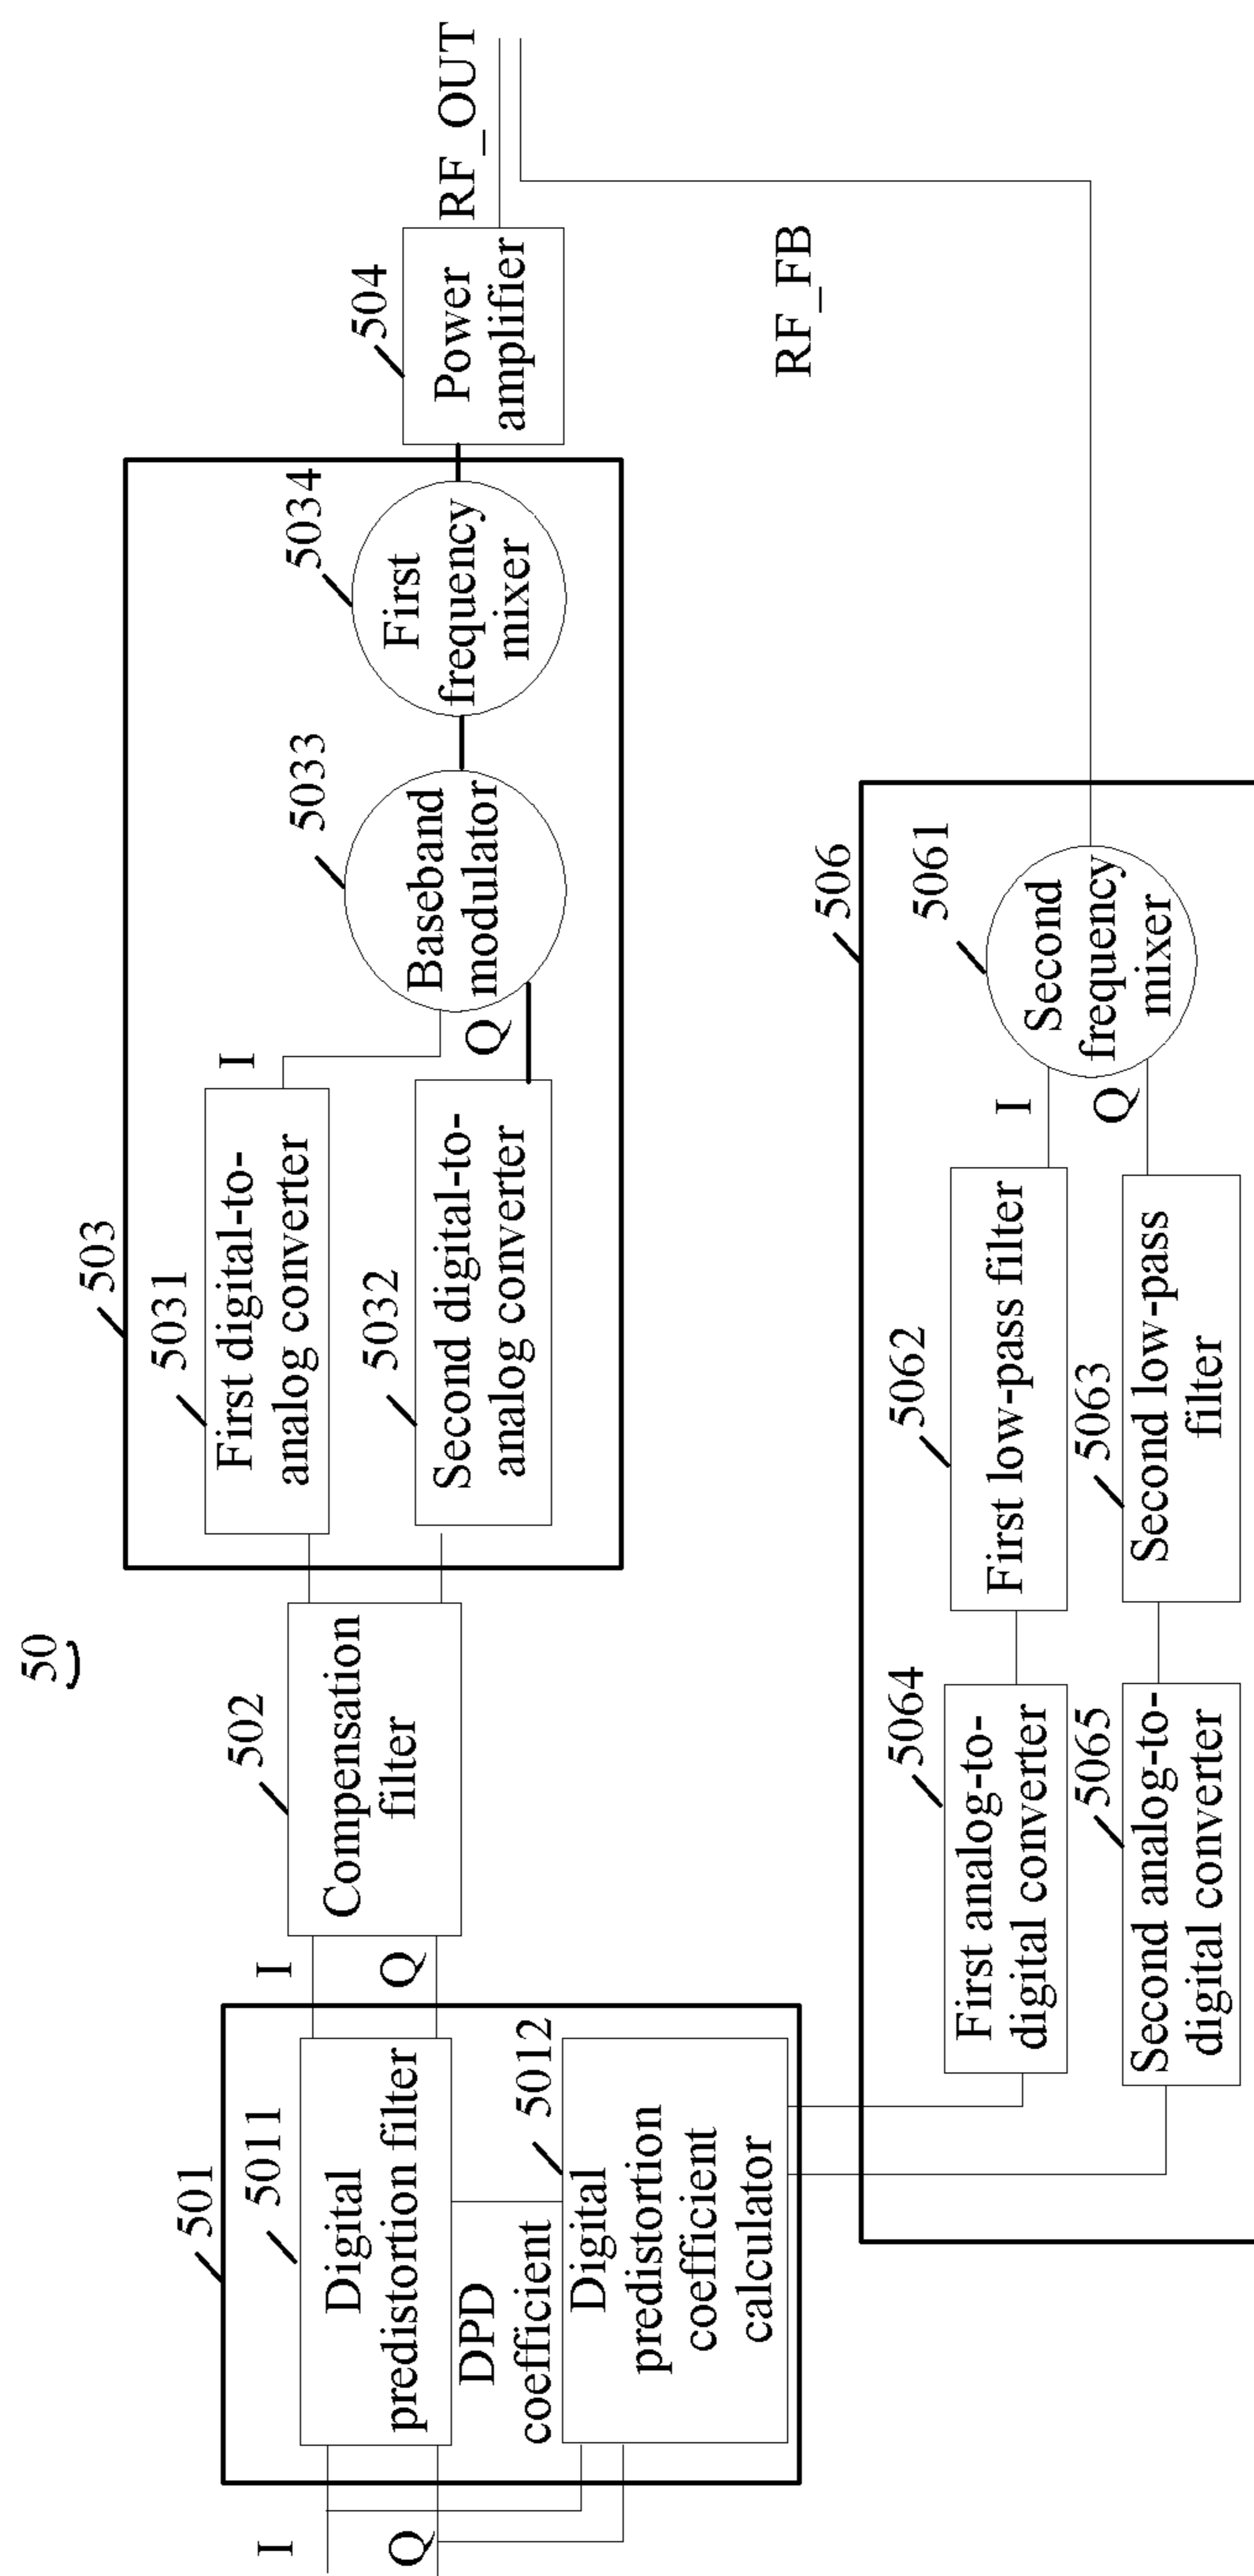 50
501
5011
I
Q
Digital
predistortion filter
DPD
coefficient
5012
Digital
predistortion
coefficient
calculator
I
Q
502
Compensation
filter
503
5031
First digital-to-
analog converter
I
5032
Second digital-to-
analog converter
Q
5033
Baseband
modulator
5034
First
frequency
mixer
504
Power
amplifier
RF_OUT
RF_FB
506
5061
Second
frequency
mixer
I
Q
5062
First low-pass filter
5063
Second low-pass
filter
5064
First analog-to-
digital converter
5065
Second analog-to-
digital converter